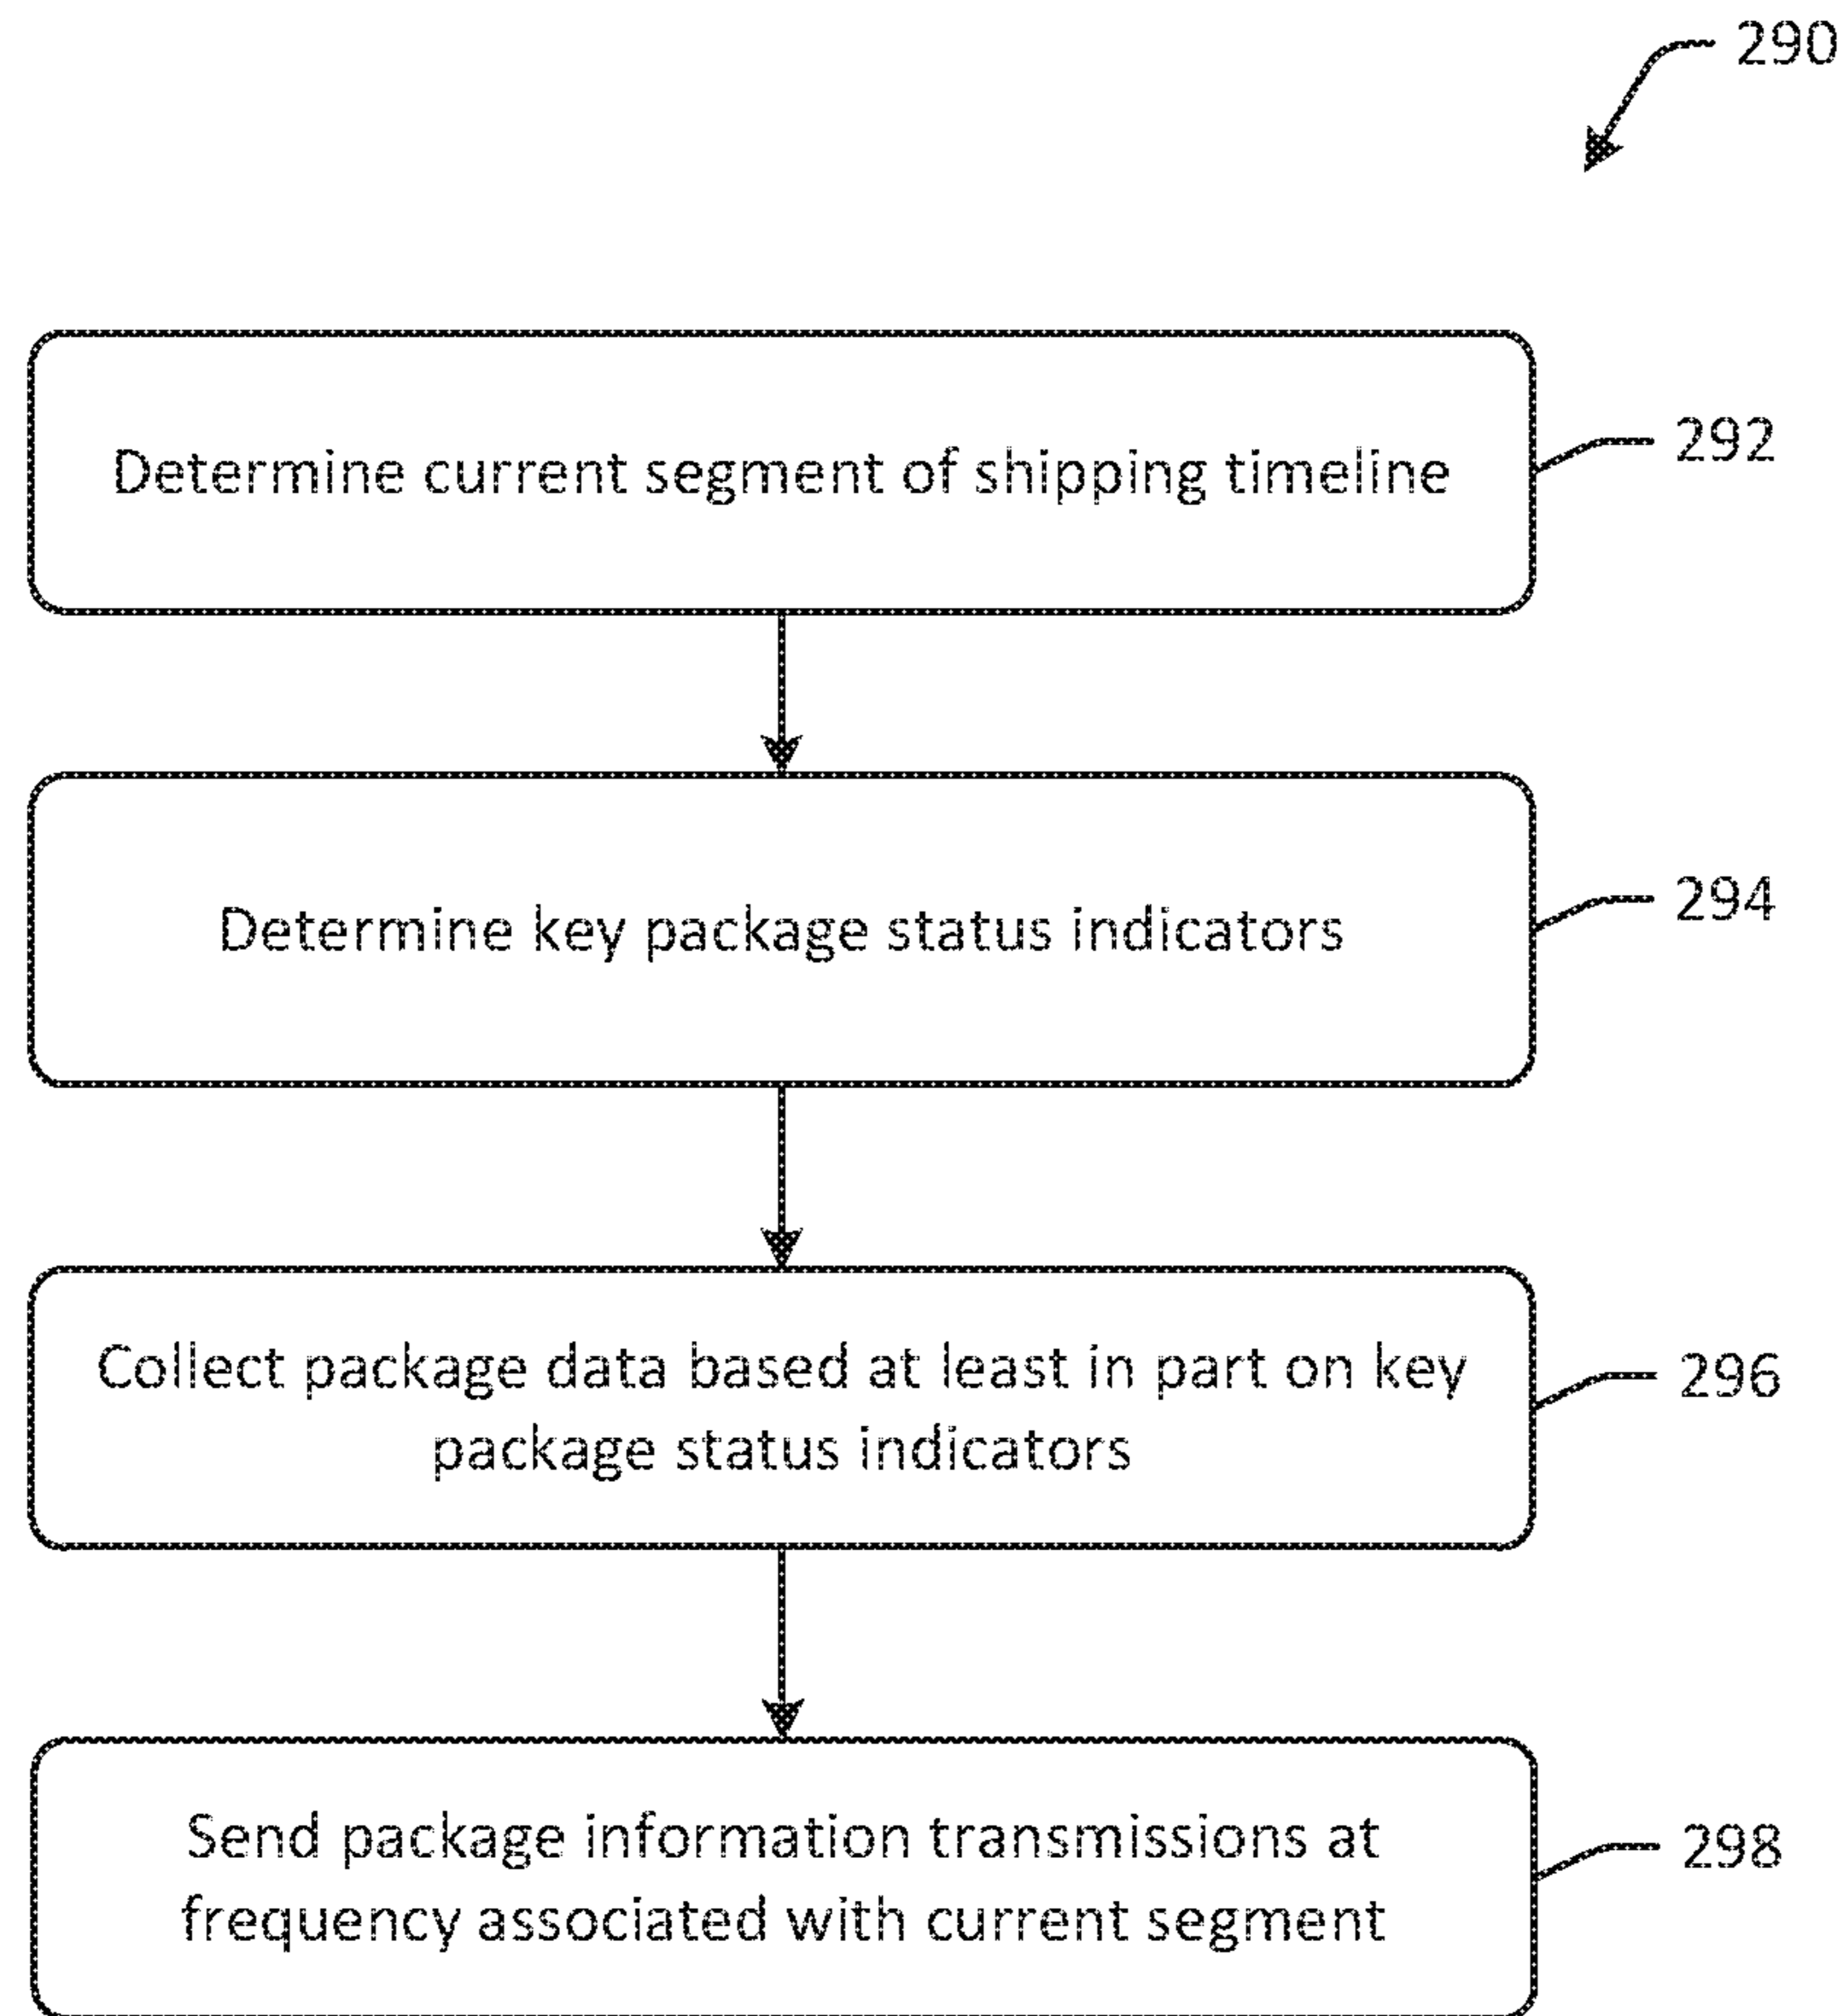 290
Determine current segment of shipping timeline
292
Determine key package status indicators
294
Collect package data based at least in part on key
package status indicators
296
Send package information transmissions at
frequency associated with current segment
298